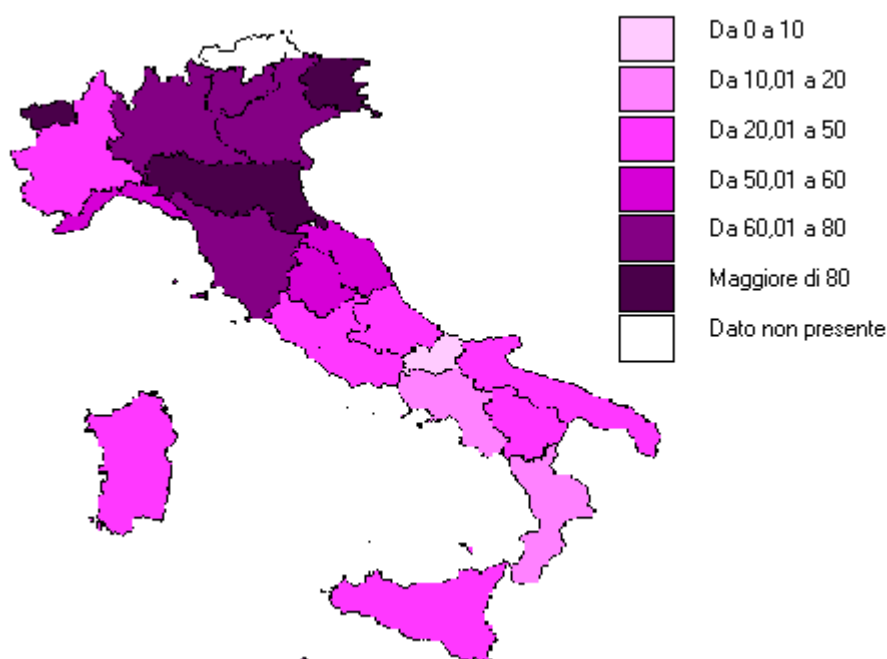 Da 0 a 10
Da 10,01 a 20
Da 20,01 a 50
Da 50,01 a 60
Da 60,01 a 80
Maggiore di 80
Dato non presente